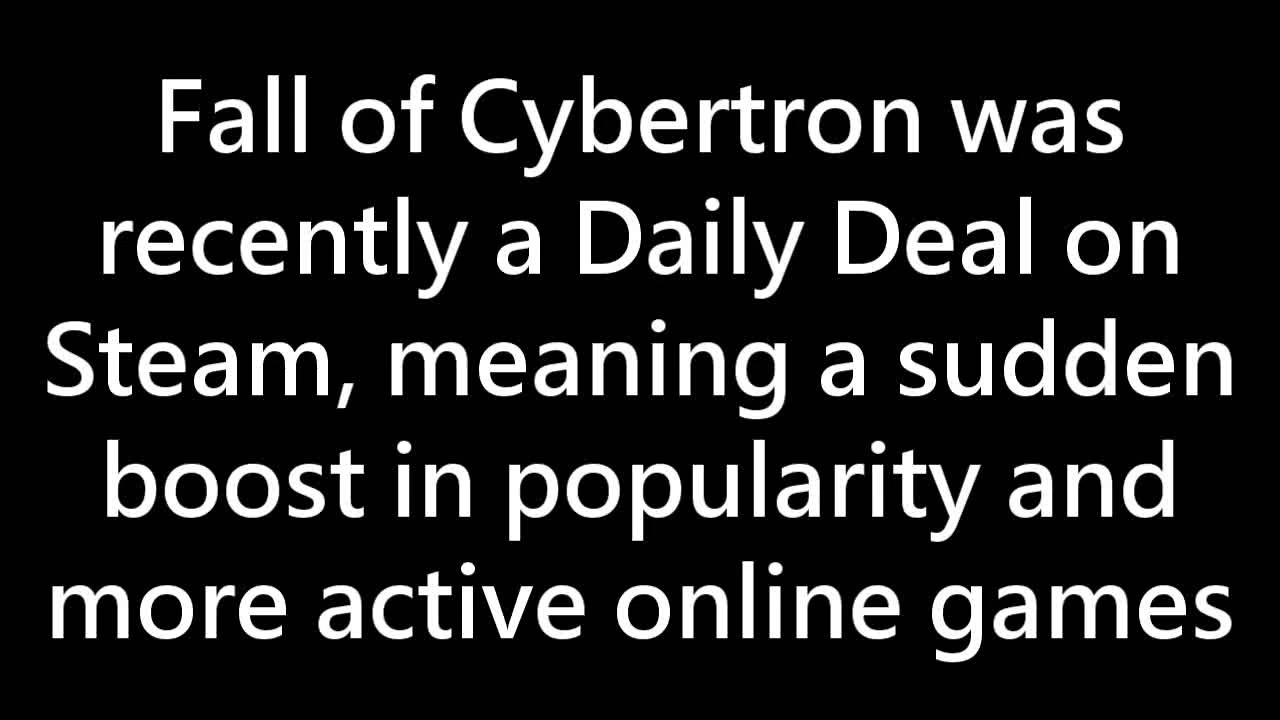 Fall of Cybertron was
recently a Daily Deal on
Steam, meaning a sudden
boost in popularity and
more active online games